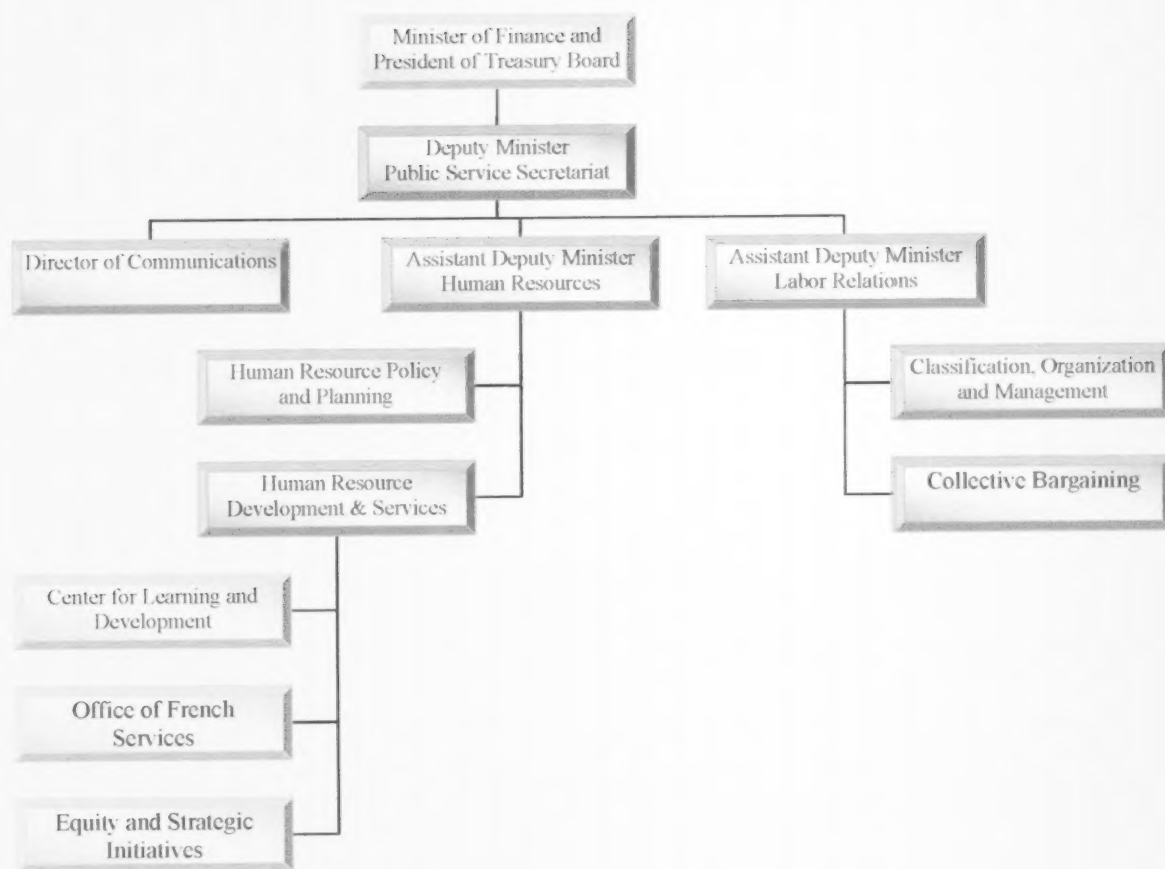 Minister of Finance and
President of Treasury Board
Deputy Minister
Public Service Secretariat
Director of Communications
Assistant Deputy Minister
Human Resources
Assistant Deputy Minister
Labor Relations
Human Resource Policy
and Planning
Classification, Organization
and Management
Human Resource
Development & Services
Collective Bargaining
Center for Learning and
Development
Office of French
Services
Equity and Strategic
Initiatives